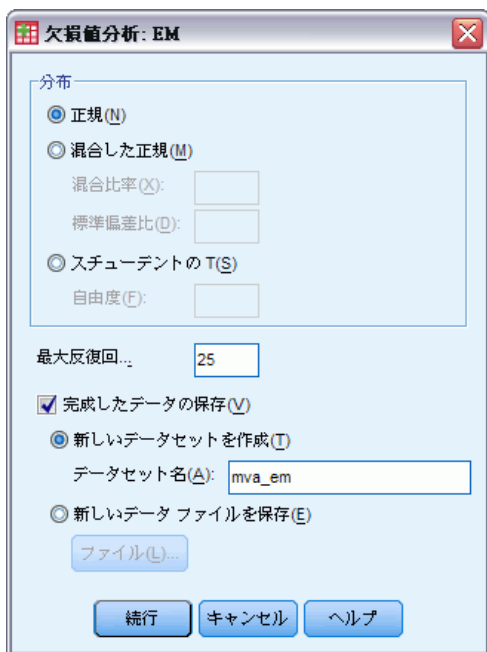 欠損値分析: EM
分布
正規(N)
混合した正規(M)
混合比率(X):
標準偏差比(D):
スチューデントの T(S)
自由度(F):
最大反復回... 25
完成したデータの保存(V)
新しいデータセットを作成(T)
データセット名(A): mva_em
新しいデータ ファイルを保存(E)
ファイル(L)...
続行 キャンセル ヘルプ